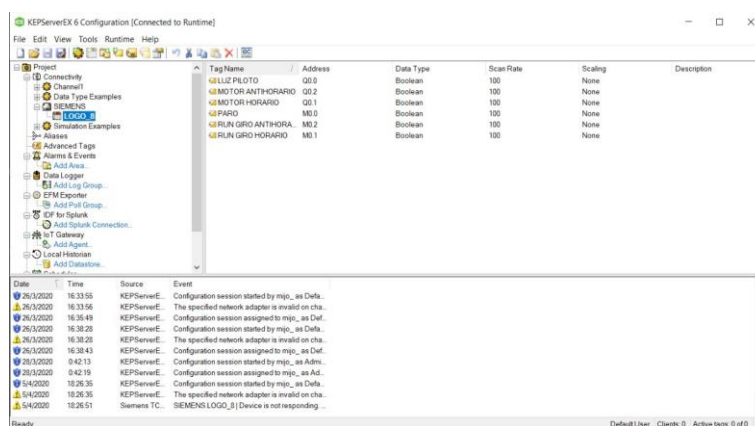 KEPServerEX 6 Configuration [Connected to Runtime]
File Edit View Tools Runtime Help
Project
Connectivity
Channel1
Data Type Examples
SIEMENS
LOGO_8
Simulation Examples
Aliases
Advanced Tags
Alarms & Events
Add Area...
Data Logger
Add Log Group...
EFM Exporter
Add Poll Group...
IDF for Splunk
Add Splunk Connection...
IoT Gateway
Add Agent...
Local Historian
Add Datastore...
Tag Name / Address Data Type Scan Rate Scaling Description
LUZ PILOTO Q0.0 Boolean 100 None
MOTOR ANTIHORARIO Q0.2 Boolean 100 None
MOTOR HORARIO Q0.1 Boolean 100 None
PARO M0.0 Boolean 100 None
RUN GIRO ANTIHORA... M0.2 Boolean 100 None
RUN GIRO HORARIO M0.1 Boolean 100 None
Date Time Source Event
26/3/2020 16:33:55 KEPServerE... Configuration session started by mijo_ as Defa...
26/3/2020 16:33:56 KEPServerE... The specified network adapter is invalid on cha...
26/3/2020 16:35:49 KEPServerE... Configuration session assigned to mijo_ as Def...
26/3/2020 16:38:28 KEPServerE... Configuration session started by mijo_ as Defa...
26/3/2020 16:38:28 KEPServerE... The specified network adapter is invalid on cha...
26/3/2020 16:38:43 KEPServerE... Configuration session assigned to mijo_ as Def...
28/3/2020 0:42:13 KEPServerE... Configuration session started by mijo_ as Admi...
28/3/2020 0:42:19 KEPServerE... Configuration session assigned to mijo_ as Ad...
5/4/2020 18:26:35 KEPServerE... Configuration session started by mijo_ as Defa...
5/4/2020 18:26:35 KEPServerE... The specified network adapter is invalid on cha...
5/4/2020 18:26:51 Siemens TC... SIEMENS.LOGO_8 | Device is not responding. ...
Ready Default User Clients: 0 Active tags: 0 of 0